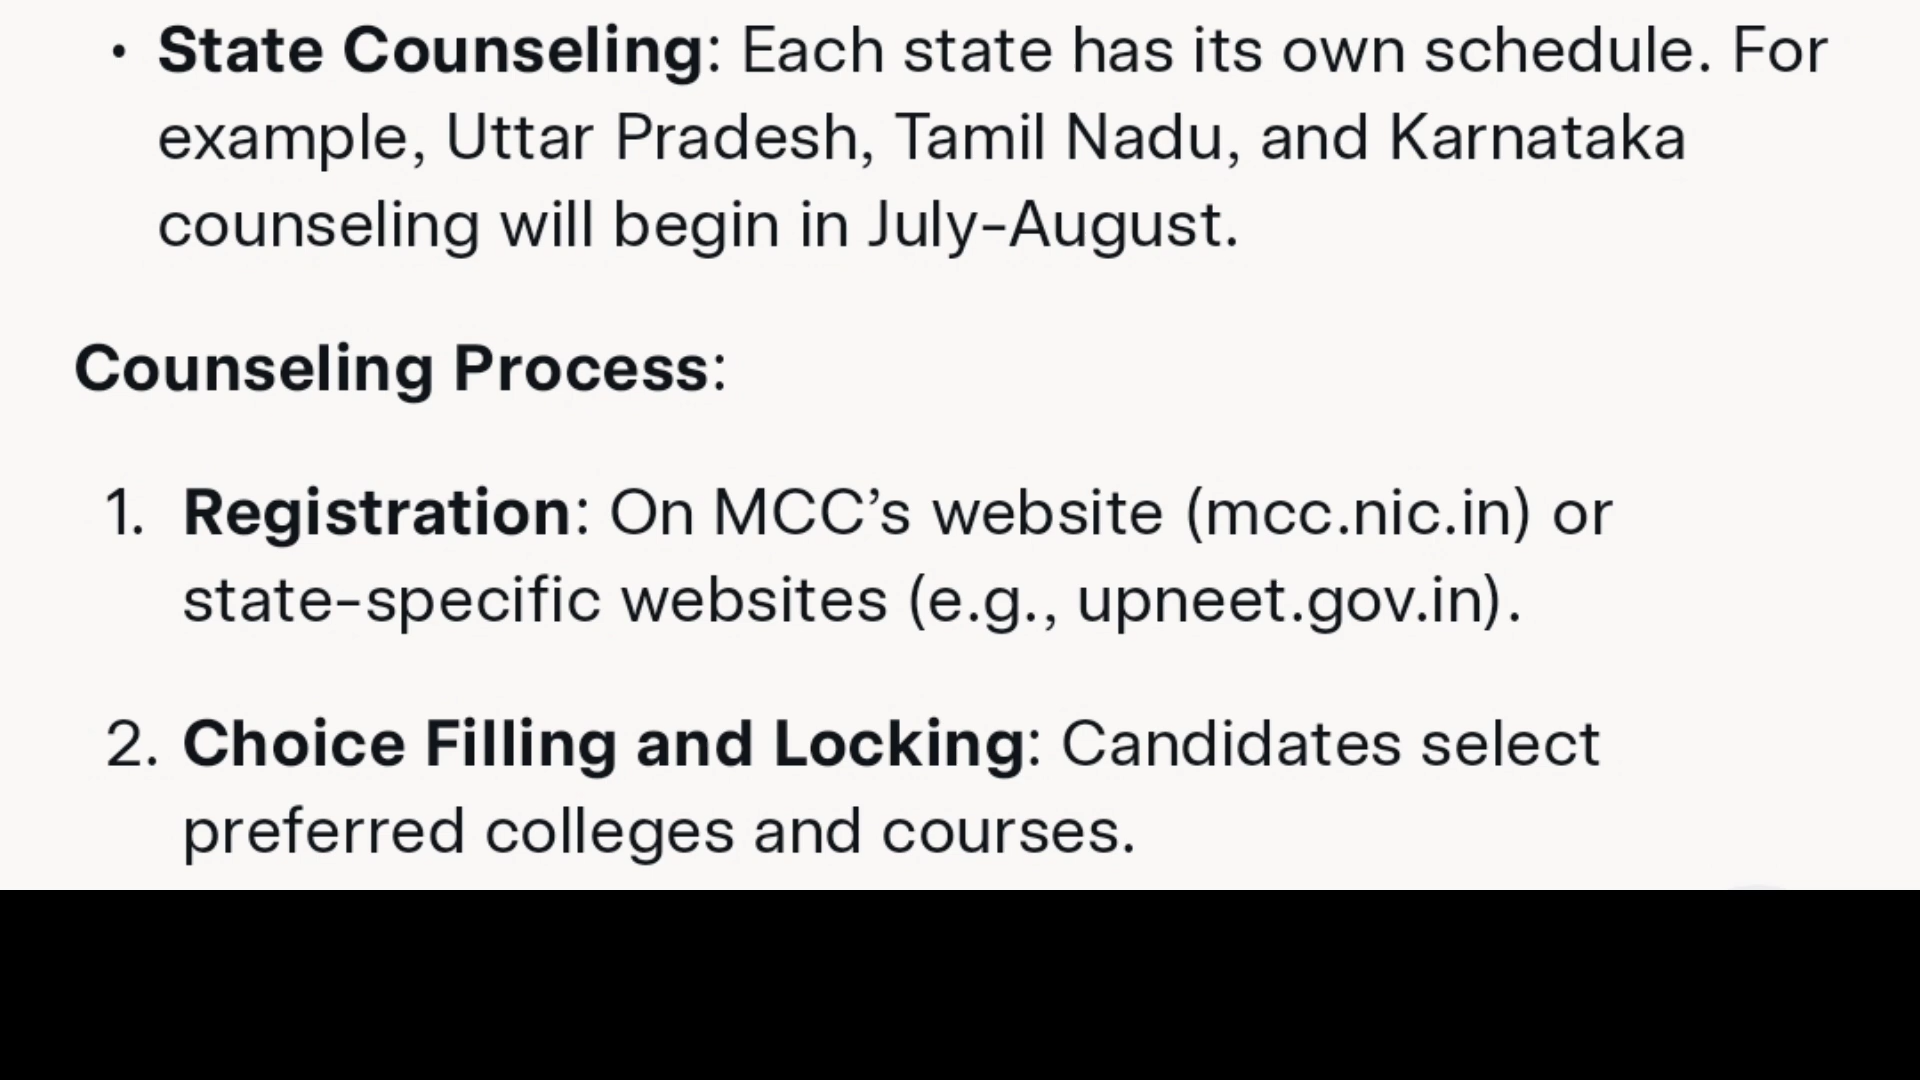 • State Counseling: Each state has its own schedule. For
example, Uttar Pradesh, Tamil Nadu, and Karnataka
counseling will begin in July-August.
Counseling Process:
1. Registration: On MCC’s website (mcc.nic.in) or
state-specific websites (e.g., upneet.gov.in).
2. Choice Filling and Locking: Candidates select
preferred colleges and courses.